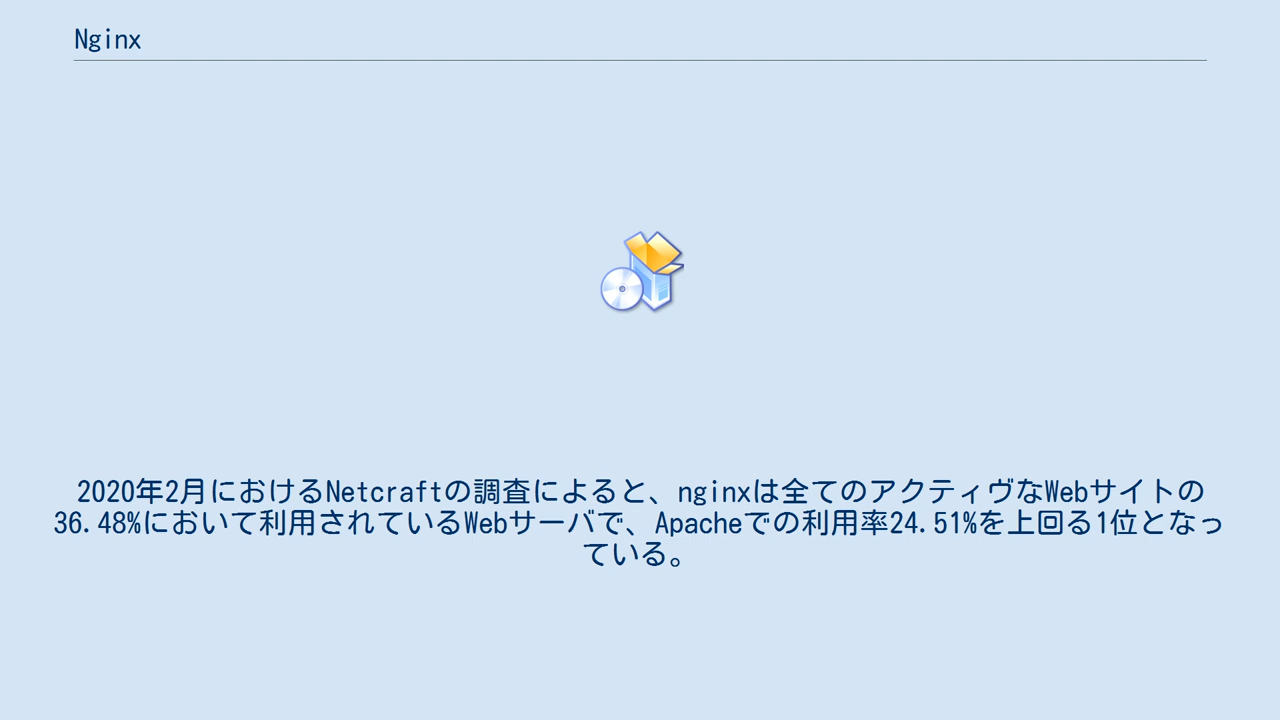 Nginx
2020年2月におけるNetcraftの調査によると、nginxは全てのアクティヴなWebサイトの
36.48%において利用されているWebサーバで、Apacheでの利用率24.51%を上回る1位となっ
ている。